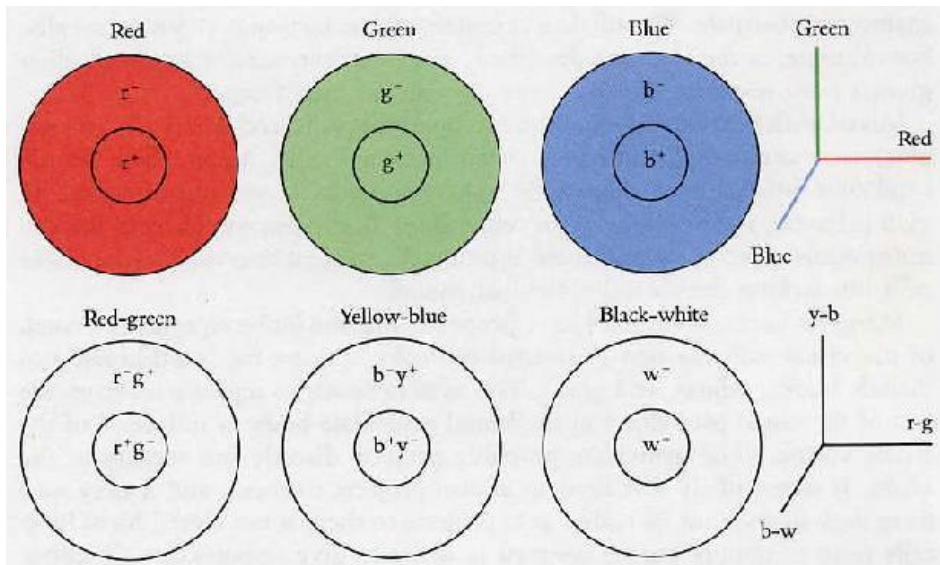 Red Green Blue Green
r⁻ g⁻ b⁻
r⁺ g⁺ b⁺
Red
Blue
Red-green Yellow-blue Black-white y-b
r⁻g⁺ b⁻y⁺ w⁻
r⁺g⁻ b⁺y⁻ w⁻
r-g
b-w